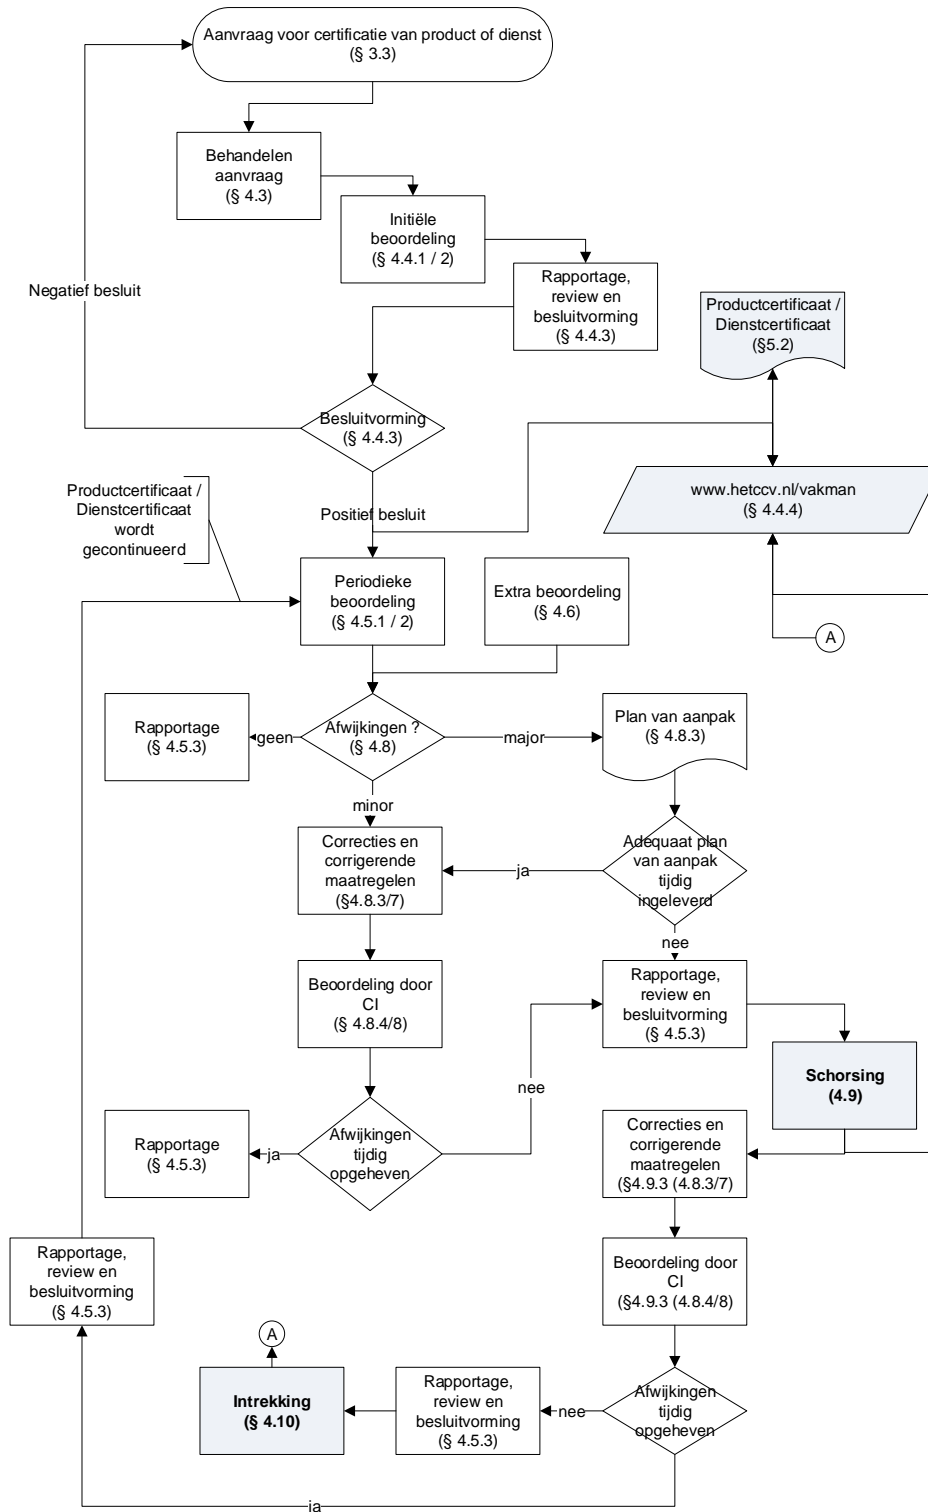 Aanvraag voor certificatie van product of dienst
(§ 3.3)
Behandelen
aanvraag
(§ 4.3)
Initiële
beoordeling
(§ 4.4.1 / 2)
Rapportage,
review en
besluitvorming
(§ 4.4.3)
Negatief besluit
Productcertificaat /
Dienstcertificaat
(§5.2)
Besluitvorming
(§ 4.4.3)
Productcertificaat /
Dienstcertificaat
wordt
gecontinueerd
www.hetccv.nl/vakman
(§ 4.4.4)
Positief besluit
Periodieke
beoordeling
(§ 4.5.1 / 2)
Extra beoordeling
(§ 4.6)
A
Rapportage
(§ 4.5.3)
geen
Afwijkingen ?
(§ 4.8)
major
Plan van aanpak
(§ 4.8.3)
minor
Correcties en
corrigerende
maatregelen
(§4.8.3/7)
ja
Adequaat plan
van aanpak
tijdig
ingeleverd
nee
Beoordeling door
CI
(§ 4.8.4/8)
Rapportage,
review en
besluitvorming
(§ 4.5.3)
nee
Schorsing
(4.9)
Rapportage
(§ 4.5.3)
ja
Afwijkingen
tijdig
opgeheven
Correcties en
corrigerende
maatregelen
(§4.9.3 (4.8.3/7)
Rapportage,
review en
besluitvorming
(§ 4.5.3)
Beoordeling door
CI
(§4.9.3 (4.8.4/8)
A
Intrekking
(§ 4.10)
Rapportage,
review en
besluitvorming
(§ 4.5.3)
nee
Afwijkingen
tijdig
opgeheven
ja